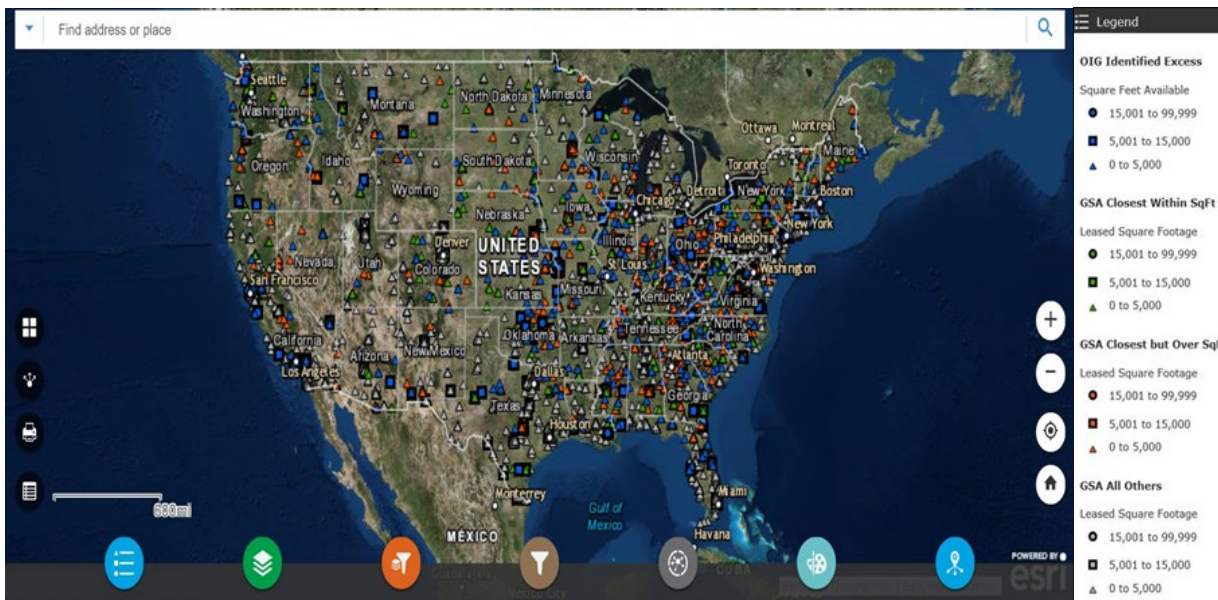 Find address or place
Seattle
Washington
Montana
North Dakota
Minnesota
Ottawa
Montreal
Maine
Oregon
Idaho
South Dakota
Wisconsin
Toronto
Wyoming
Detroit
New York
Boston
Chicago
Nebraska
Iowa
New York
Denver
UNITED
STATES
Illinois
Ohio
Philadelphia
Nevada
Utah
Colorado
St. Louis
Washington
San Francisco
Kansas
Missouri
Kentucky
Virginia
California
Oklahoma
Arkansas
Tennessee
North
Carolina
Los Angeles
Arizona
New Mexico
Atlanta
Dallas
Texas
Georgia
Houston
Monterrey
Miami
Gulf of
Mexico
MÉXICO
Havana
CUBA
600mi
POWERED BY
esri
Legend
OIG Identified Excess
Square Feet Available
15,001 to 99,999
5,001 to 15,000
0 to 5,000
GSA Closest Within SqFt
Leased Square Footage
15,001 to 99,999
5,001 to 15,000
0 to 5,000
GSA Closest but Over Sq
Leased Square Footage
15,001 to 99,999
5,001 to 15,000
0 to 5,000
GSA All Others
Leased Square Footage
15,001 to 99,999
5,001 to 15,000
0 to 5,000